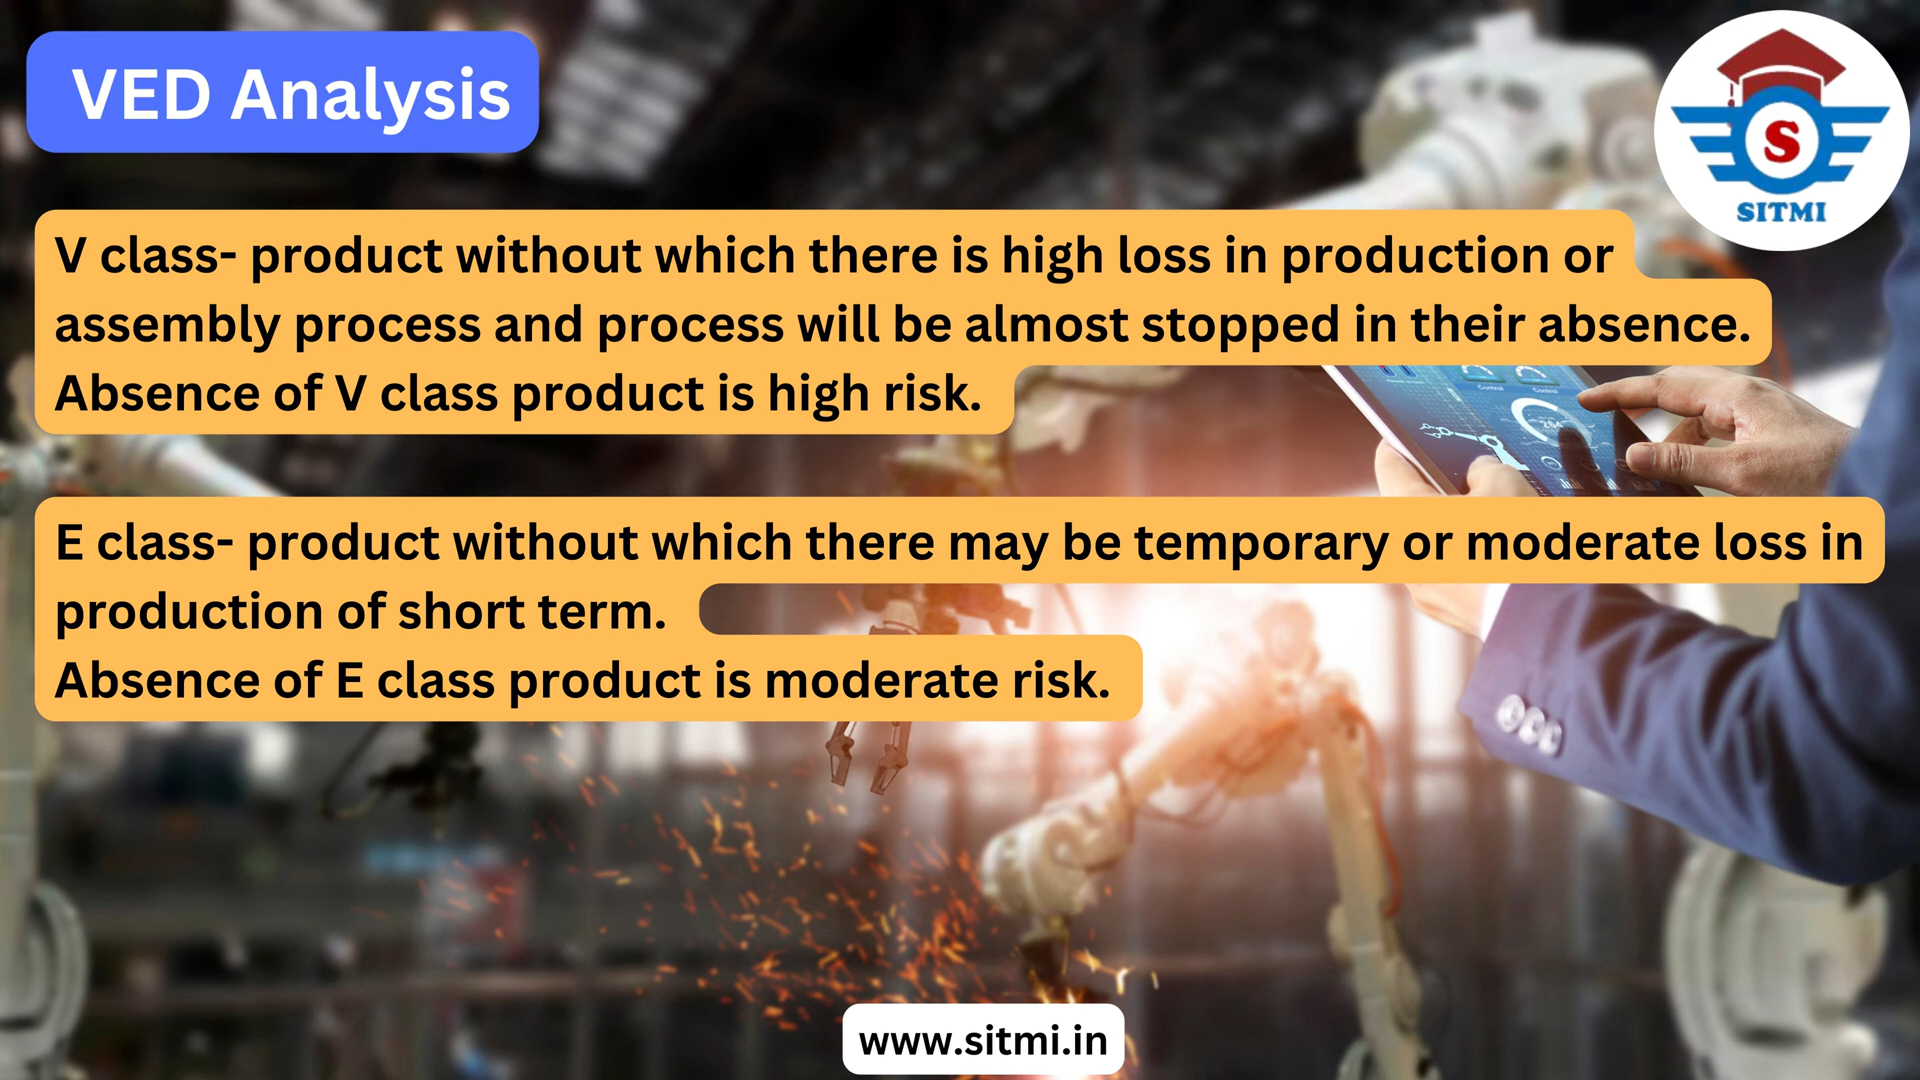 VED Analysis
S
SITMI
V class- product without which there is high loss in production or
assembly process and process will be almost stopped in their absence.
Absence of V class product is high risk.
Control
Control
E class- product without which there may be temporary or moderate loss in
production of short term.
Absence of E class product is moderate risk.
www.sitmi.in